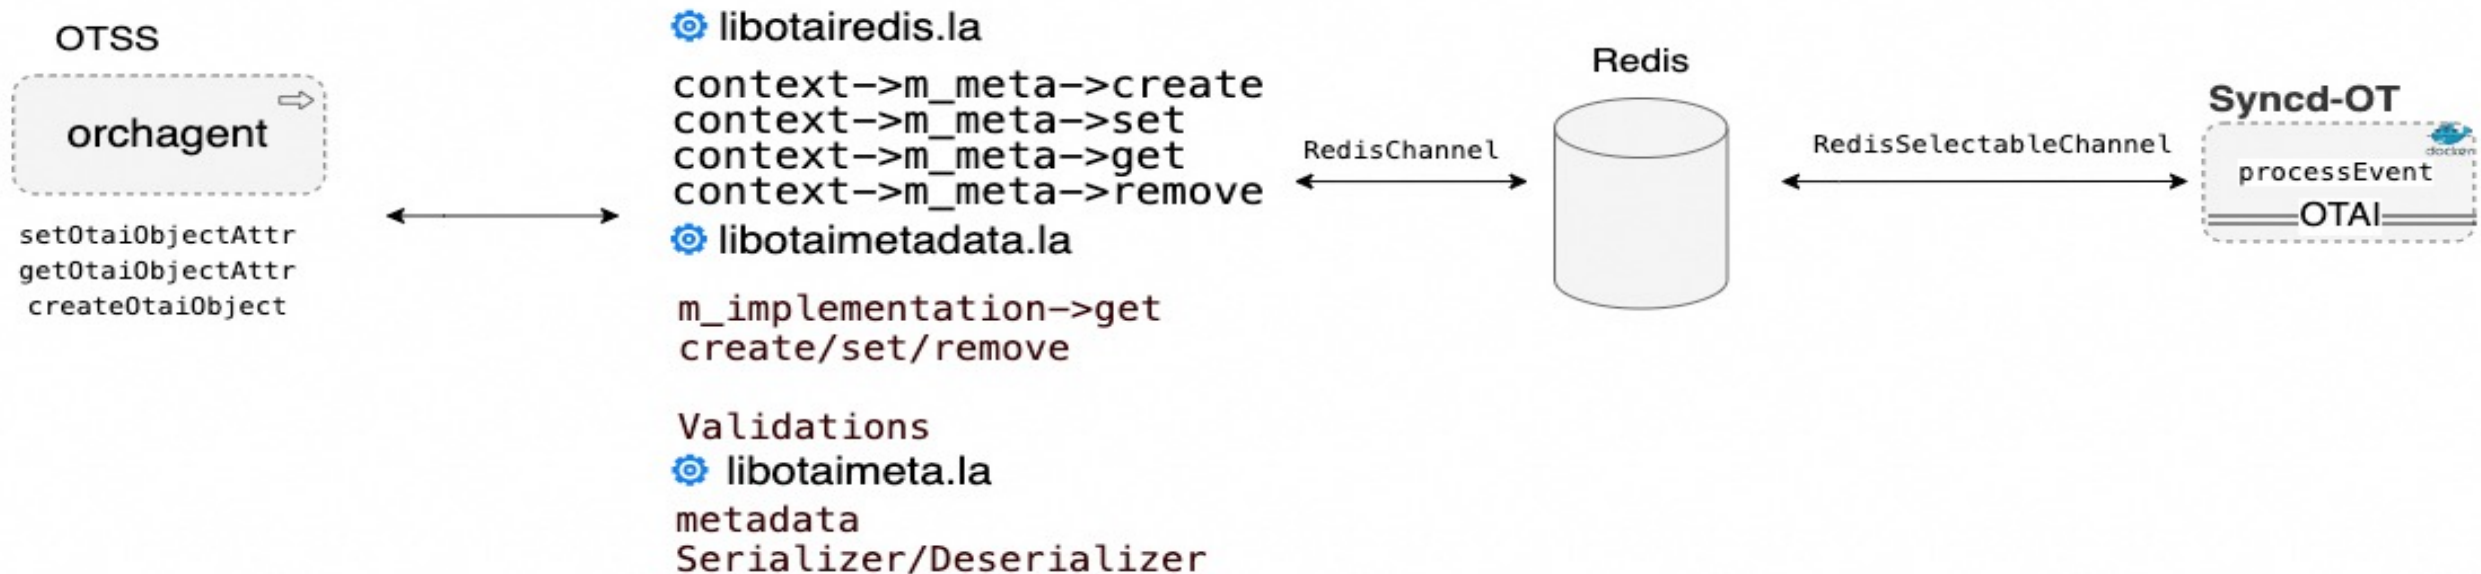 OTSS
orchagent
setOtaiObjectAttr
getOtaiObjectAttr
createOtaiObject
libotairedis.la
context->m_meta->create
context->m_meta->set
context->m_meta->get
context->m_meta->remove
libotaimetadata.la
m_implementation->get
create/set/remove
Validations
libotaimeta.la
metadata
Serializer/Deserializer
RedisChannel
Redis
RedisSelectableChannel
Syncd-OT
docker
processEvent
OTAI